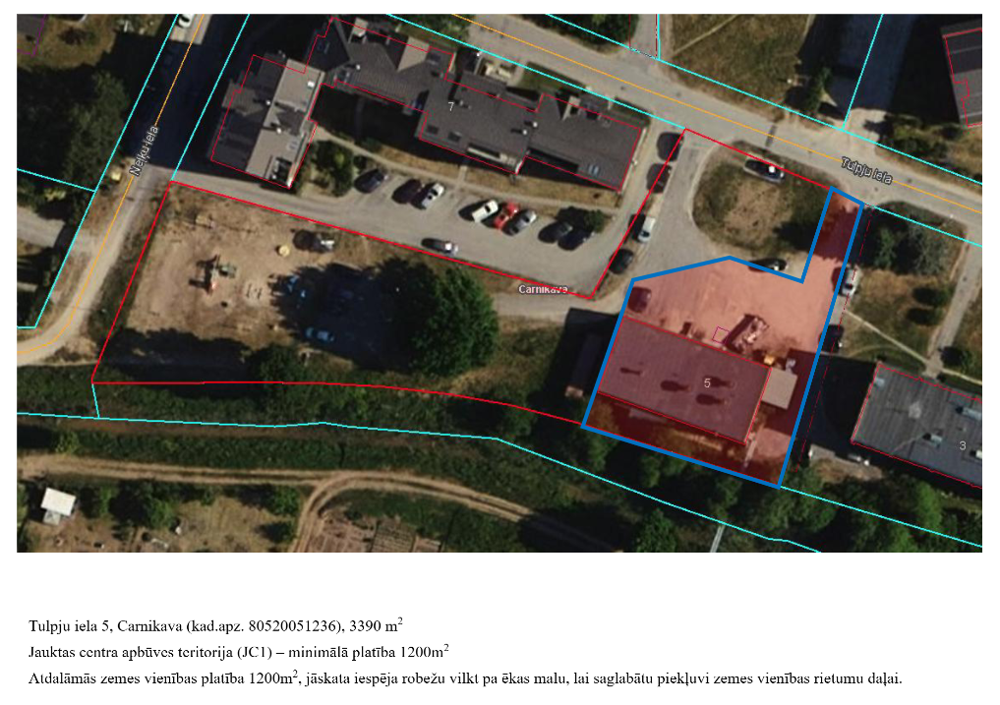 7
Neiķu iela
Tulpju iela
Carnikava
5
3
Tulpju iela 5, Carnikava (kad.apz. 80520051236), 3390 m²
Jauktas centra apbūves teritorija (JC1) – minimālā platība 1200m²
Atdalāmās zemes vienības platība 1200m², jāskata iespēja robežu vilkt pa ēkas malu, lai saglabātu piekļuvi zemes vienības rietumu daļai.